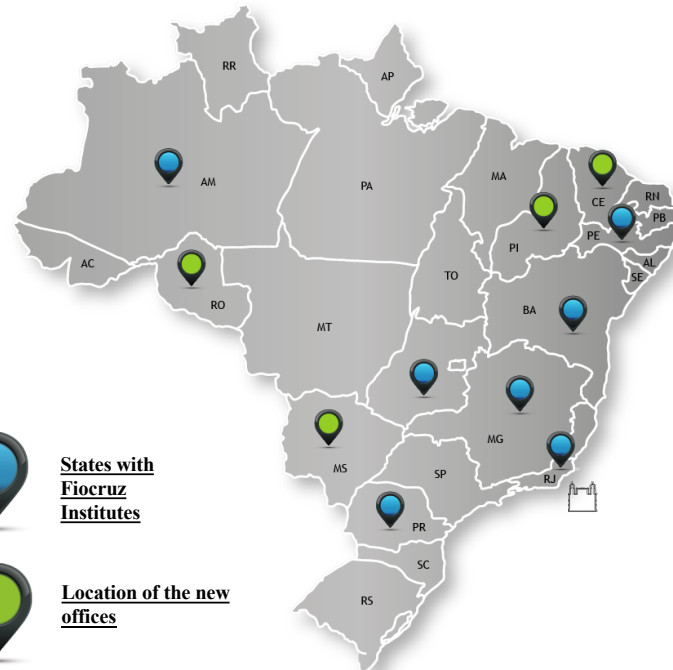 RR
AP
AM
PA
MA
CE
RN
PB
PI
PE
AL
SE
AC
RO
TO
BA
MT
MG
MS
SP
RJ
PR
SC
RS
States with
Fiocruz
Institutes
Location of the new
offices